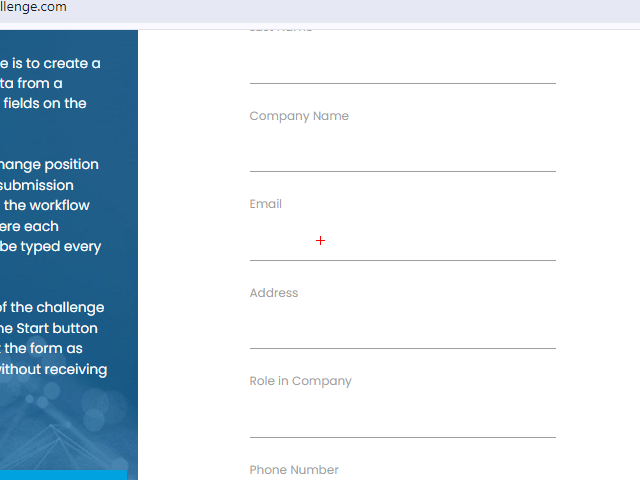 llenge.com
Last Name
e is to create a
ta from a
fields on the
Company Name
hange position
submission
the workflow
ere each
be typed every
Email
Address
of the challenge
he Start button
t the form as
without receiving
Role in Company
Phone Number